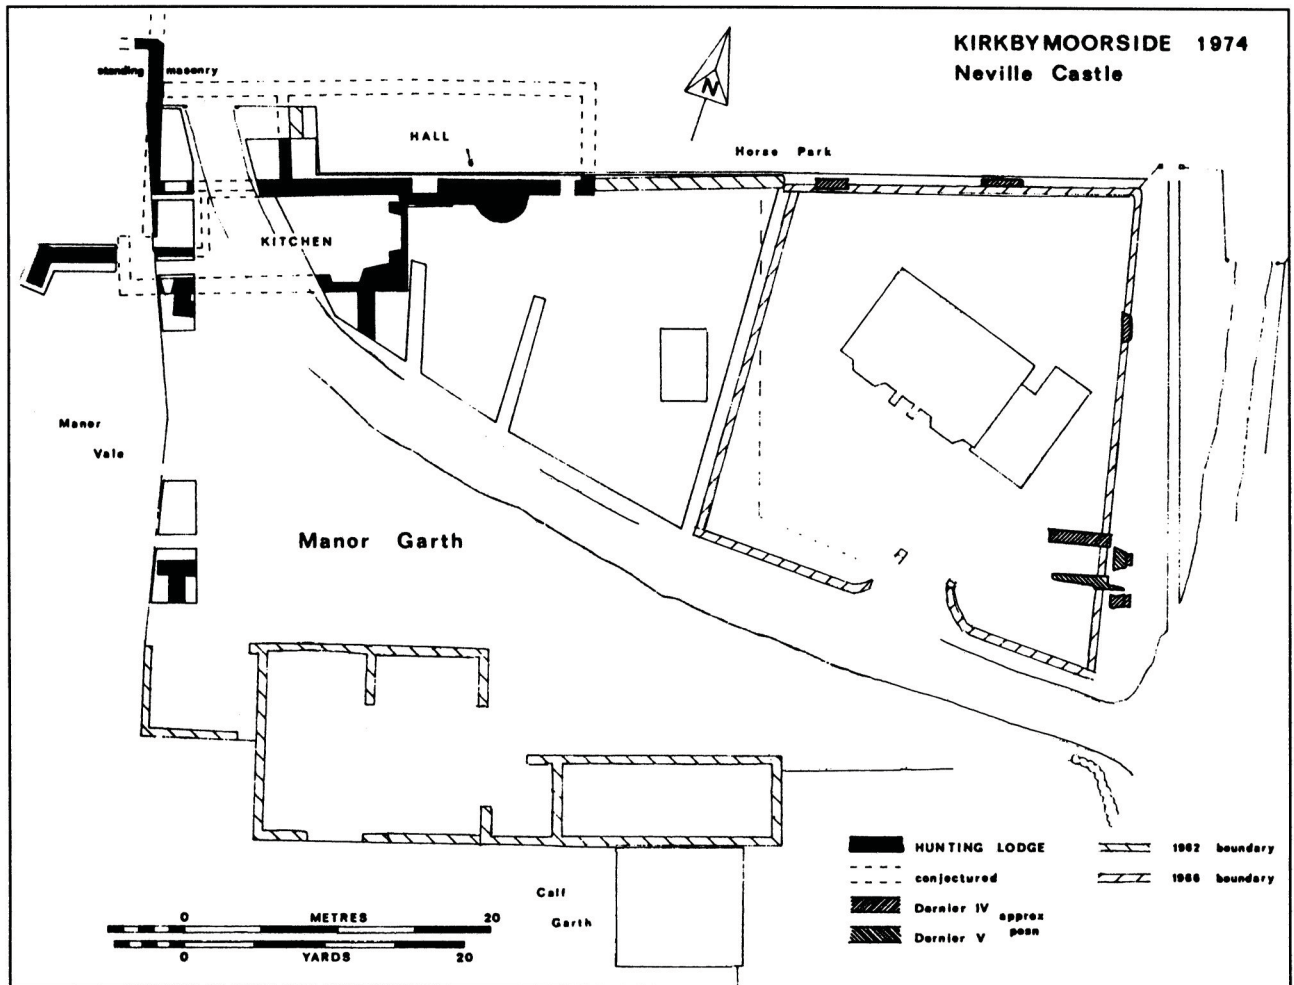 KIRKBYMOORSIDE 1974
Neville Castle
standing masonry
N
HALL
Horse Park
KITCHEN
Manor
Vale
Manor Garth
HUNTING LODGE
conjectured
Dernier IV
Dernier V
approx
posn
1962 boundary
1966 boundary
Calf
Garth
0 METRES 20
0 YARDS 20